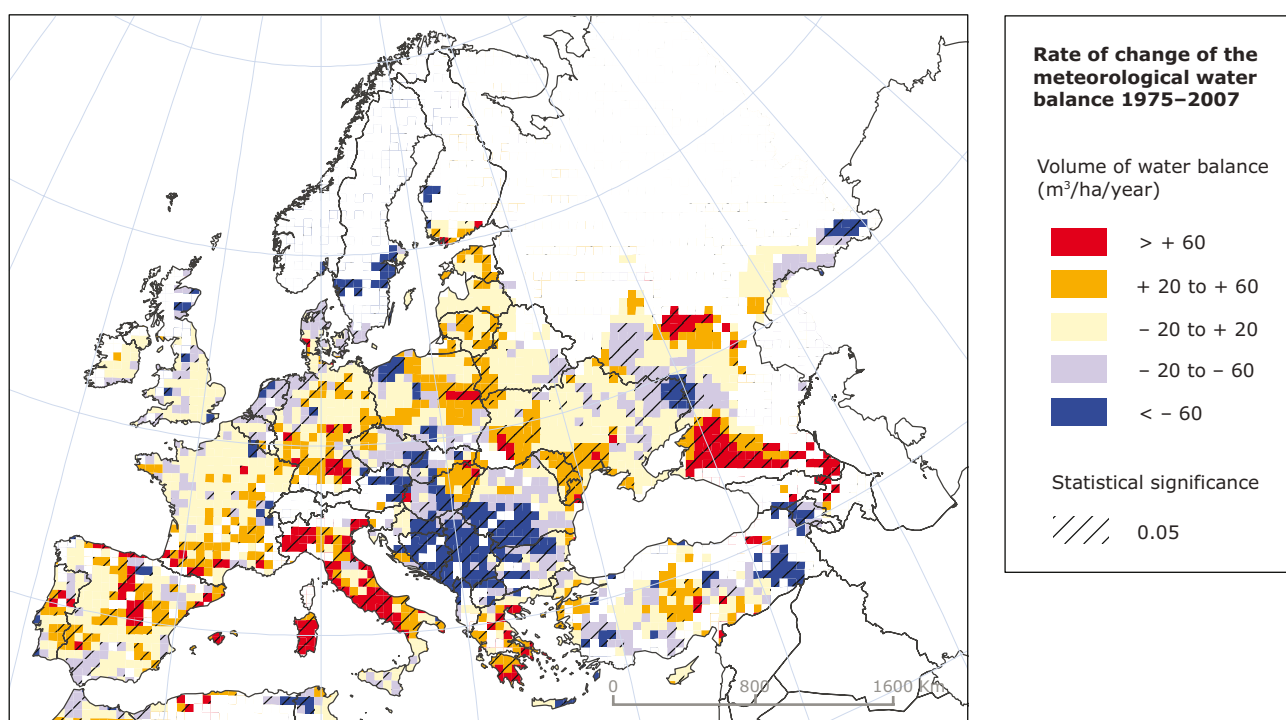 Rate of change of the
meteorological water
balance 1975–2007
Volume of water balance
(m³/ha/year)
> + 60
+ 20 to + 60
– 20 to + 20
– 20 to – 60
< – 60
Statistical significance
0.05
0 800 1600 Km